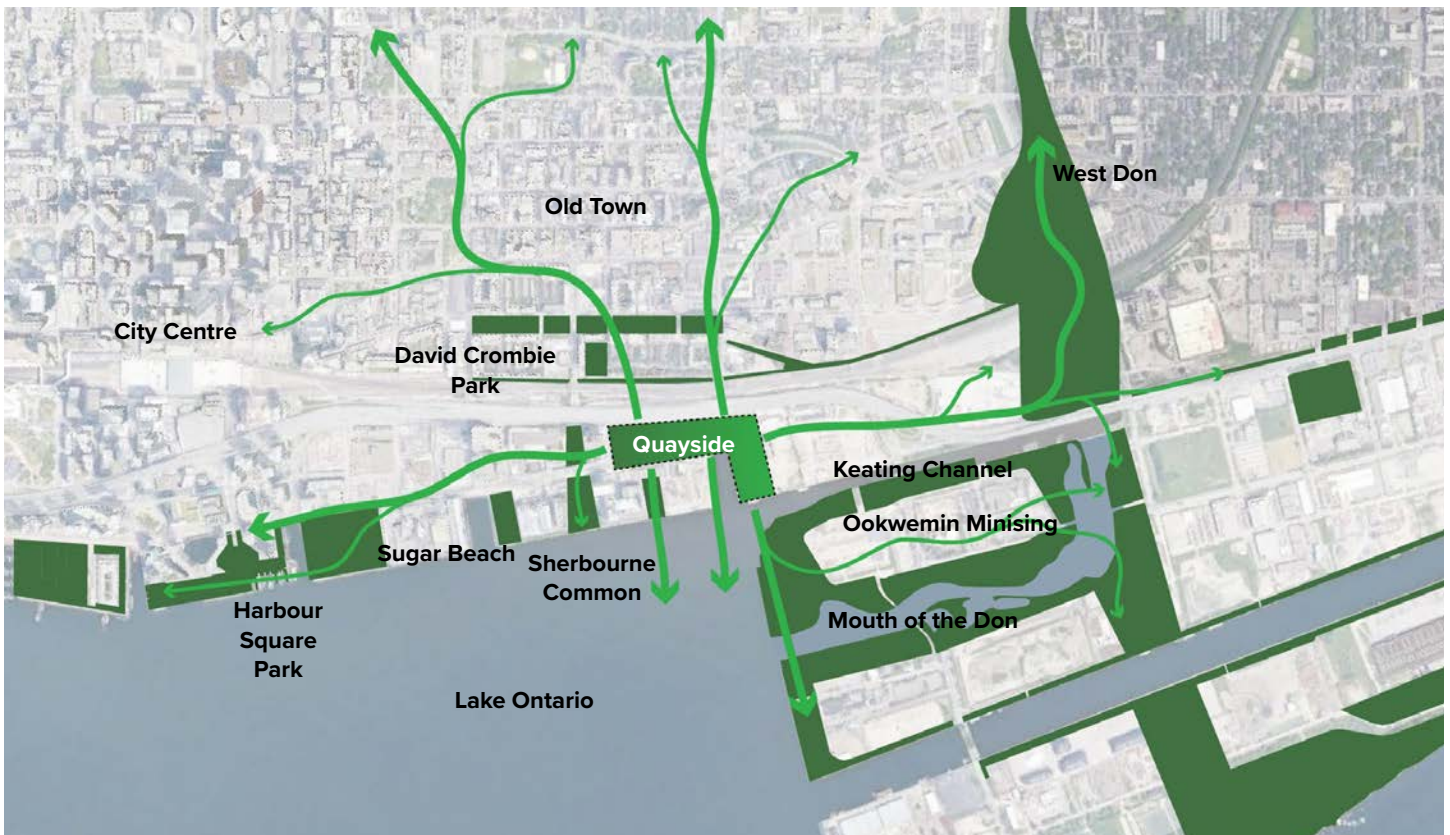 West Don
Old Town
City Centre
David Crombie
Park
Quayside
Keating Channel
Ookwemin Minising
Sugar Beach
Sherbourne
Common
Harbour
Square
Park
Mouth of the Don
Lake Ontario